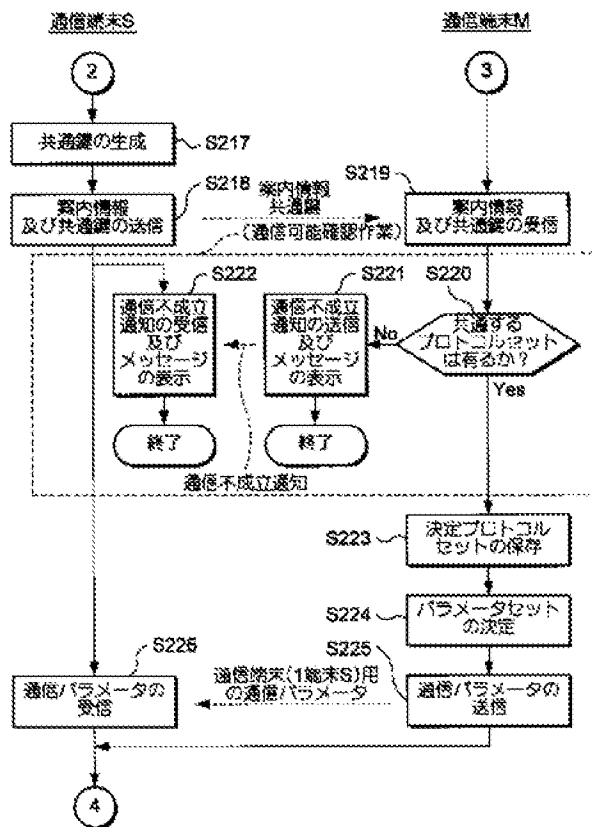 通信端末S
通信端末M
2
3
共通鍵の生成
S217
S218
案内情報
及び共通鍵の送信
案内情報
共通鍵
S219
案内情報
及び共通鍵の受信
(通信可能確認作業)
S222
通信不成立
通知の受信
及び
メッセージ
の表示
S221
通信不成立
通知の送信
及び
メッセージ
の表示
S220
共通する
プロトコルセット
は有るか?
No
Yes
終了
終了
通信不成立通知
S223
決定プロトコル
セットの保存
S224
パラメータセット
の決定
S225
通信パラメータの
送信
通信端末(1端末S)用
の通信パラメータ
S226
通信パラメータの
受信
4